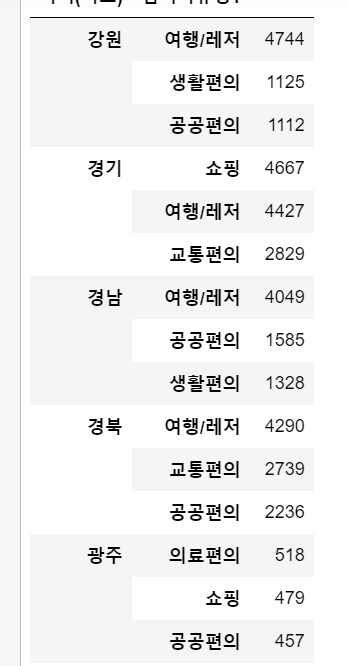 강원 여행/레저 4744
생활편의 1125
공공편의 1112
경기 쇼핑 4667
여행/레저 4427
교통편의 2829
경남 여행/레저 4049
공공편의 1585
생활편의 1328
경북 여행/레저 4290
교통편의 2739
공공편의 2236
광주 의료편의 518
쇼핑 479
공공편의 457